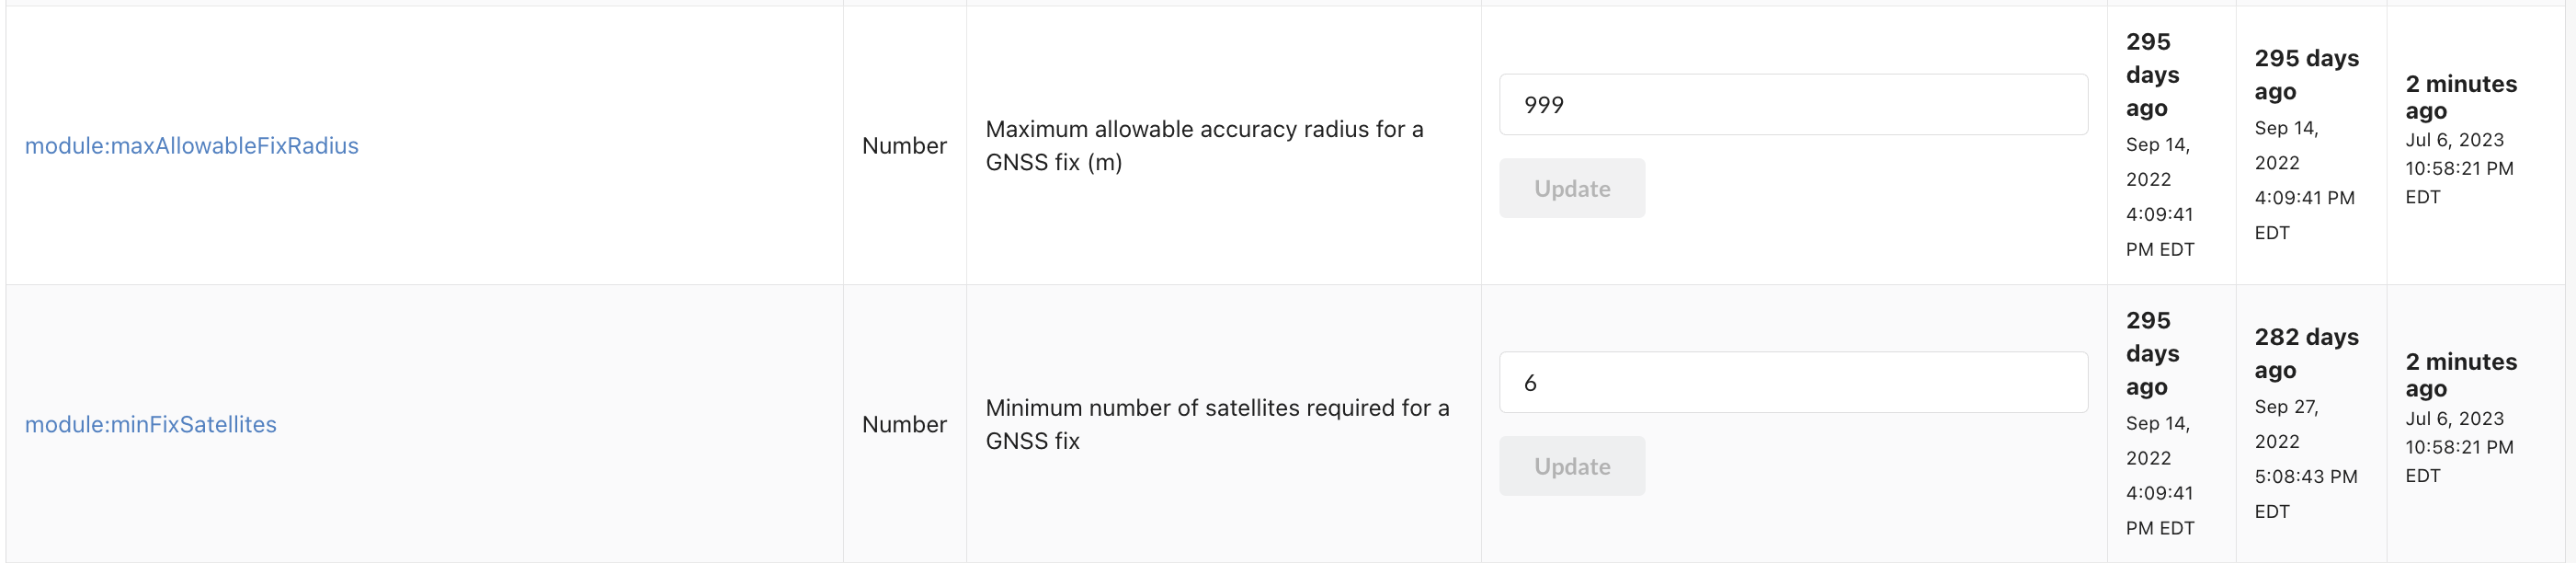 module:maxAllowableFixRadius
Number
Maximum allowable accuracy radius for a
GNSS fix (m)
999
Update
295
days
ago
Sep 14,
2022
4:09:41
PM EDT
295 days
ago
Sep 14,
2022
4:09:41 PM
EDT
2 minutes
ago
Jul 6, 2023
10:58:21 PM
EDT
module:minFixSatellites
Number
Minimum number of satellites required for a
GNSS fix
6
Update
295
days
ago
Sep 14,
2022
4:09:41
PM EDT
282 days
ago
Sep 27,
2022
5:08:43 PM
EDT
2 minutes
ago
Jul 6, 2023
10:58:21 PM
EDT